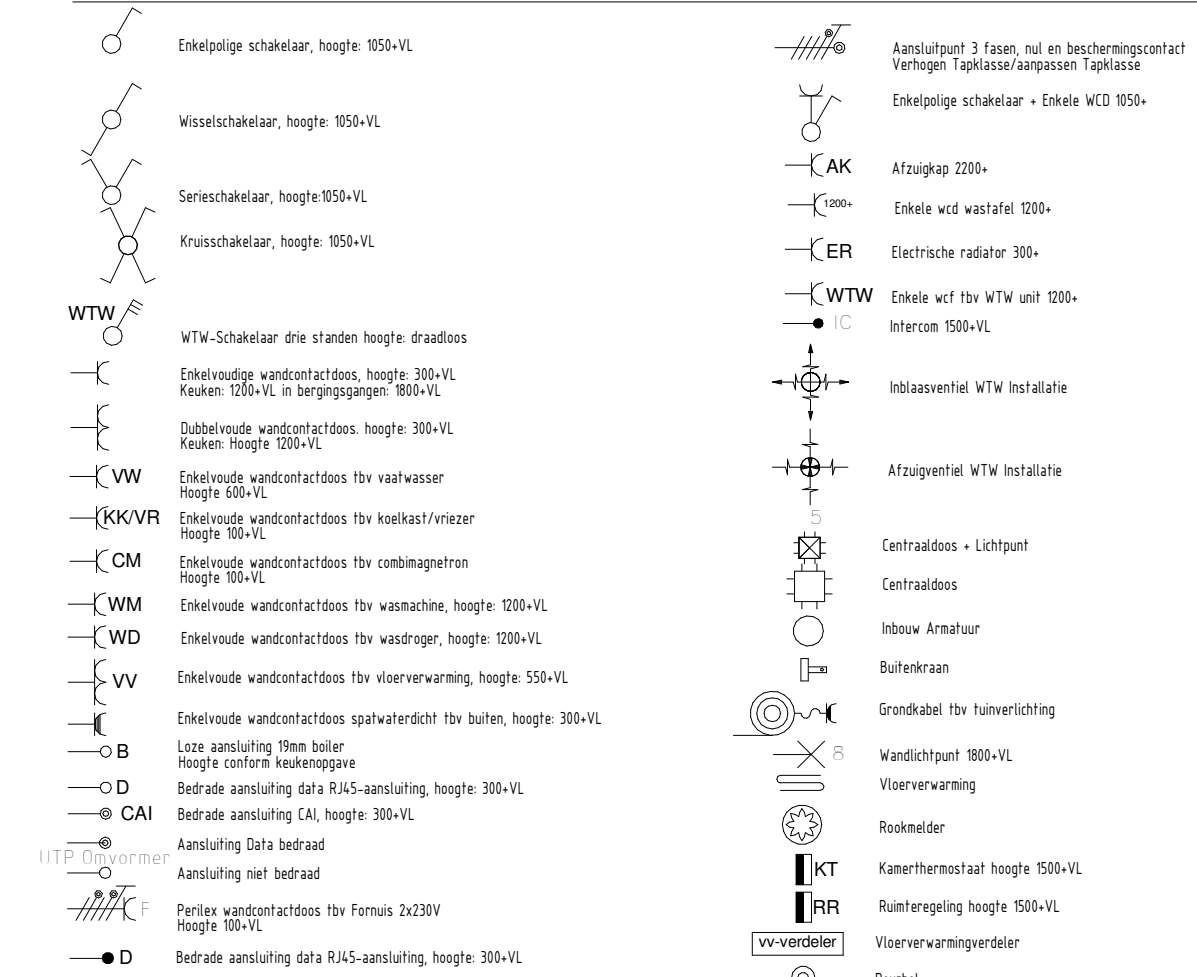 Enkelpolige schakelaar, hoogte: 1050+VL
Wisselschakelaar, hoogte: 1050+VL
Serieschakelaar, hoogte:1050+VL
Kruisschakelaar, hoogte: 1050+VL
WTW
WTW-Schakelaar drie standen hoogte: draadloos
Enkelvoudige wandcontactdoos, hoogte: 300+VL
Keuken: 1200+VL in bergingsgangen: 1800+VL
Dubbelvoude wandcontactdoos. hoogte: 300+VL
Keuken: Hoogte 1200+VL
VW
Enkelvoude wandcontactdoos tbv vaatwasser
Hoogte 600+VL
KK/VR
Enkelvoude wandcontactdoos tbv koelkast/vriezer
Hoogte 100+VL
CM
Enkelvoude wandcontactdoos tbv combimagnetron
Hoogte 100+VL
WM
Enkelvoude wandcontactdoos tbv wasmachine, hoogte: 1200+VL
WD
Enkelvoude wandcontactdoos tbv wasdroger, hoogte: 1200+VL
VV
Enkelvoude wandcontactdoos tbv vloerverwarming, hoogte: 550+VL
Enkelvoude wandcontactdoos spatwaterdicht tbv buiten, hoogte: 300+VL
B
Loze aansluiting 19mm boiler
Hoogte conform keukenopgave
D
Bedrade aansluiting data RJ45-aansluiting, hoogte: 300+VL
CAI
Bedrade aansluiting CAI, hoogte: 300+VL
Aansluiting Data bedraad
UTP Omvormer
Aansluiting niet bedraad
F
Perilex wandcontactdoos tbv Fornuis 2x230V
Hoogte 100+VL
D
Bedrade aansluiting data RJ45-aansluiting, hoogte: 300+VL
Aansluitpunt 3 fasen, nul en beschermingscontact
Verhogen Tapklasse/aanpassen Tapklasse
Enkelpolige schakelaar + Enkele WCD 1050+
AK
Afzuigkap 2200+
1200+
Enkele wcd wastafel 1200+
ER
Electrische radiator 300+
WTW
Enkele wcf tbv WTW unit 1200+
IC
Intercom 1500+VL
Inblaasventiel WTW Installatie
Afzuigventiel WTW Installatie
5
Centraaldoos + Lichtpunt
Centraaldoos
Inbouw Armatuur
Buitenkraan
Grondkabel tbv tuinverlichting
8
Wandlichtpunt 1800+VL
Vloerverwarming
Rookmelder
KT
Kamerthermostaat hoogte 1500+VL
RR
Ruimteregeling hoogte 1500+VL
vv-verdeler
Vloerverwarmingverdeler